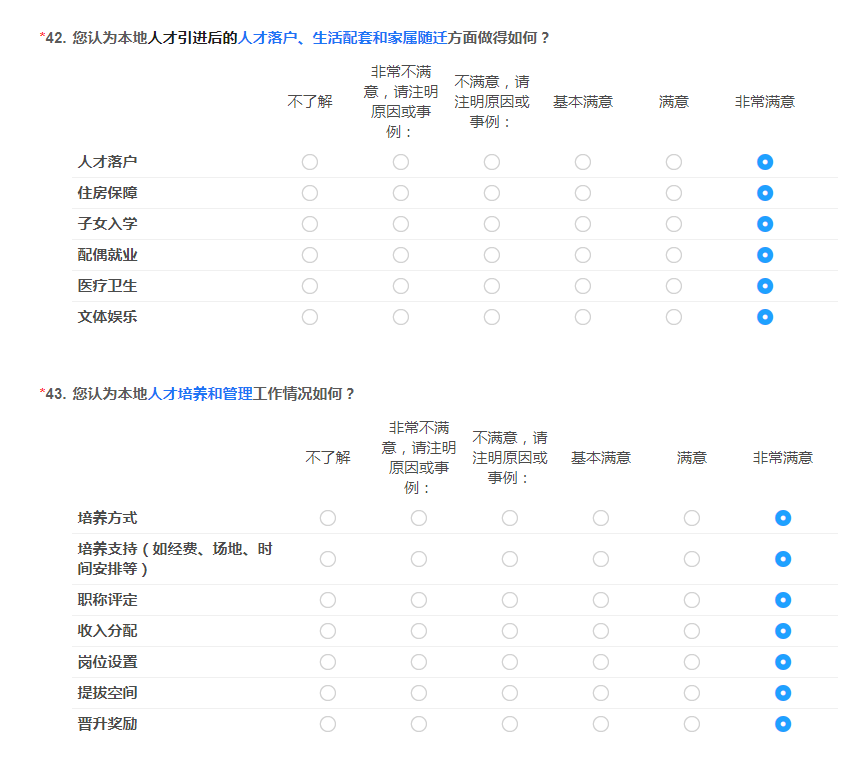 *42. 您认为本地人才引进后的人才落户、生活配套和家属随迁方面做得如何？
不了解
非常不满
意，请注明
原因或事
例：
不满意，请
注明原因或
事例：
基本满意
满意
非常满意
人才落户
住房保障
子女入学
配偶就业
医疗卫生
文体娱乐
*43. 您认为本地人才培养和管理工作情况如何？
不了解
非常不满
意，请注明
原因或事
例：
不满意，请
注明原因或
事例：
基本满意
满意
非常满意
培养方式
培养支持（如经费、场地、时
间安排等）
职称评定
收入分配
岗位设置
提拔空间
晋升奖励